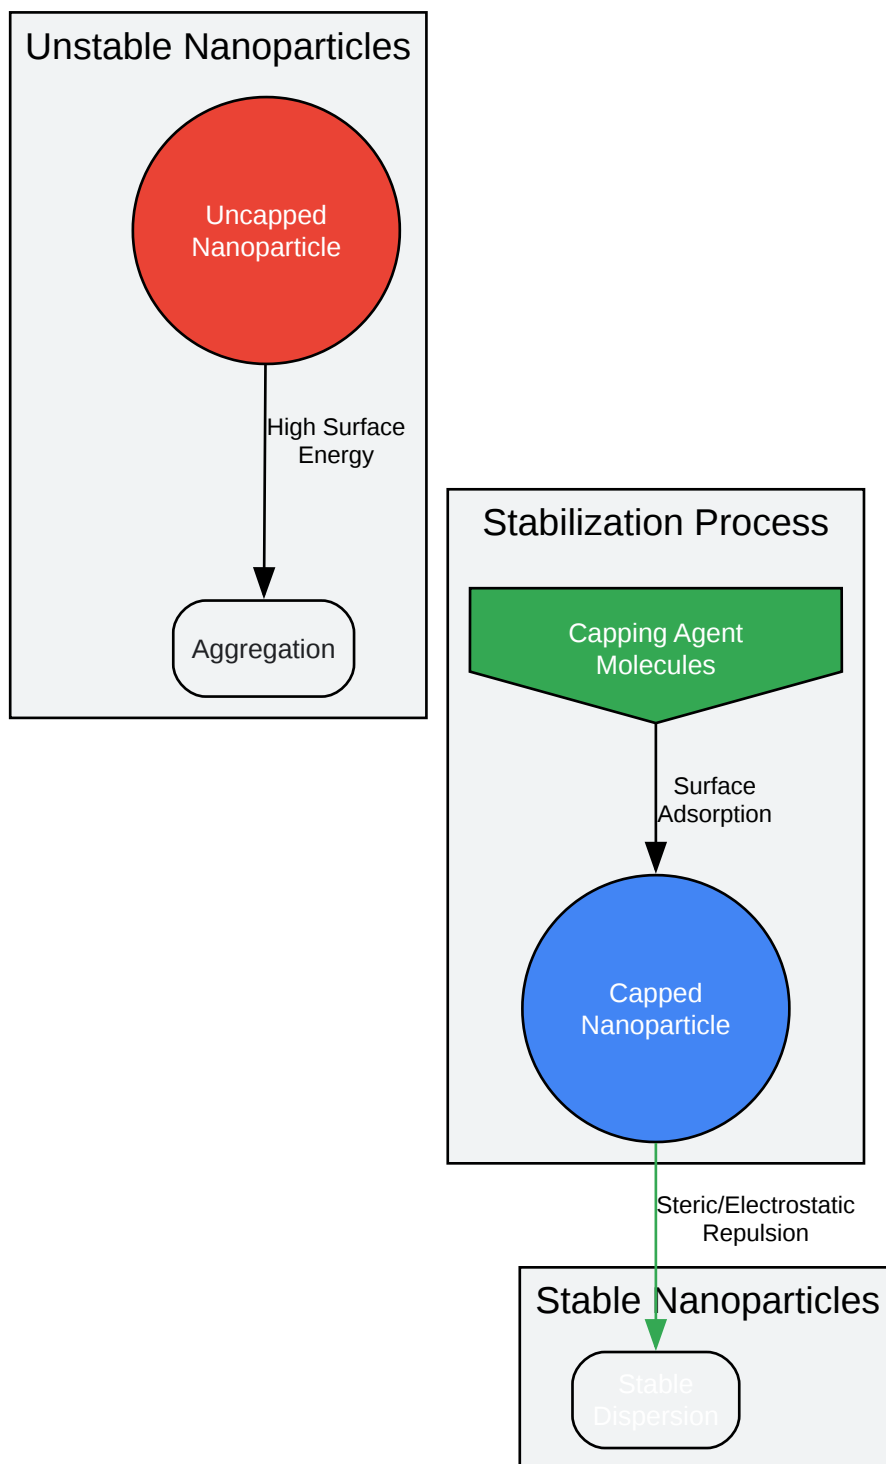 Unstable Nanoparticles
Uncapped
Nanoparticle
High Surface
Energy
Aggregation
Stabilization Process
Capping Agent
Molecules
Surface
Adsorption
Capped
Nanoparticle
Steric/Electrostatic
Repulsion
Stable Nanoparticles
Stable
Dispersion